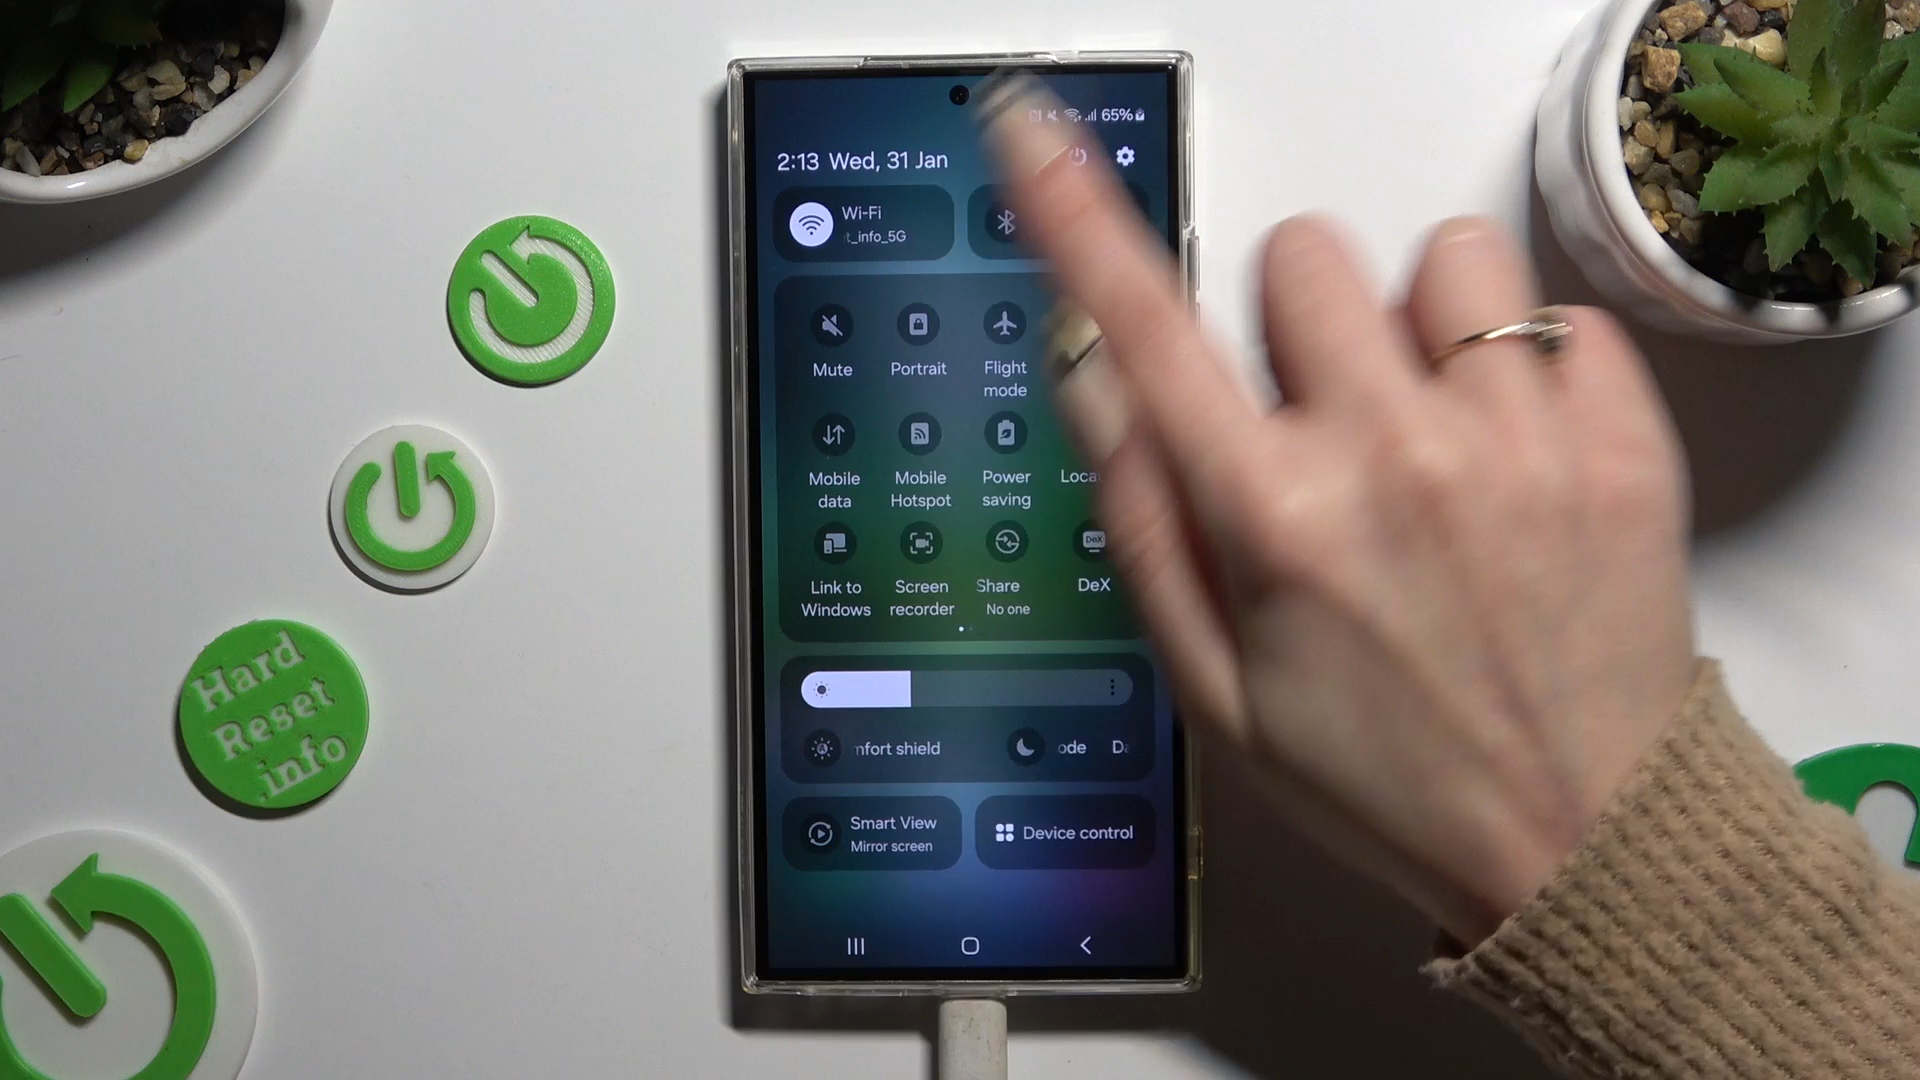 65%
2:13 Wed, 31 Jan
Wi-Fi
t_info_5G
Mute
Portrait
Flight
mode
Mobile
data
Mobile
Hotspot
Power
saving
Link to
Windows
Screen
recorder
Share
No one
DeX
DeX
mfort shield
ode
Smart View
Mirror screen
Device control
Hard
Reset
.info